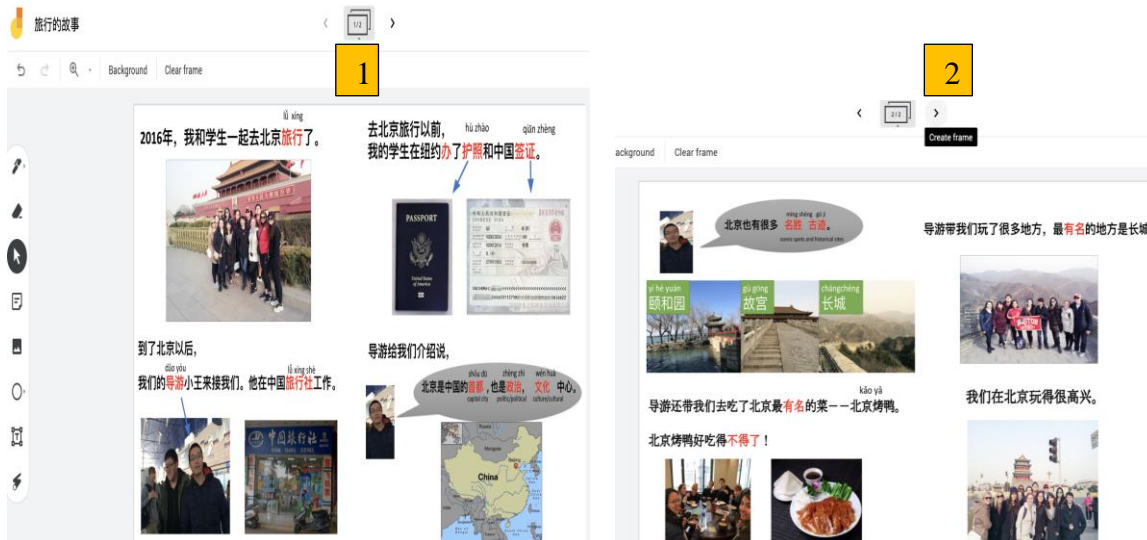 旅行的故事
1/2
Background
Clear frame
1
lǚ xíng
2016年，我和学生一起去北京旅行了。
去北京旅行以前，
hù zhào
qiān zhèng
我的学生在纽约办了护照和中国签证。
PASSPORT
United States
of America
到了北京以后，
dǎo yóu
lǚ xíng shè
我们的导游小王来接我们。他在中国旅行社工作。
中国旅行社
导游给我们介绍说，
shǒu dū
zhèng zhì
wén huà
北京是中国的首都，也是政治，文化 中心。
capital city
politic/political
culture/cultural
Russia
Mongolia
Beijing
China
India
2
2/2
Create frame
ackground
Clear frame
míng shèng gǔ jì
北京也有很多 名胜 古迹。
scenic spots and historical sites
yí hé yuán
颐和园
gù gōng
故宫
chángchéng
长城
导游带我们玩了很多地方，最有名的地方是长城
kǎo yā
导游还带我们去吃了北京最有名的菜－－北京烤鸭。
北京烤鸭好吃得不得了！
我们在北京玩得很高兴。